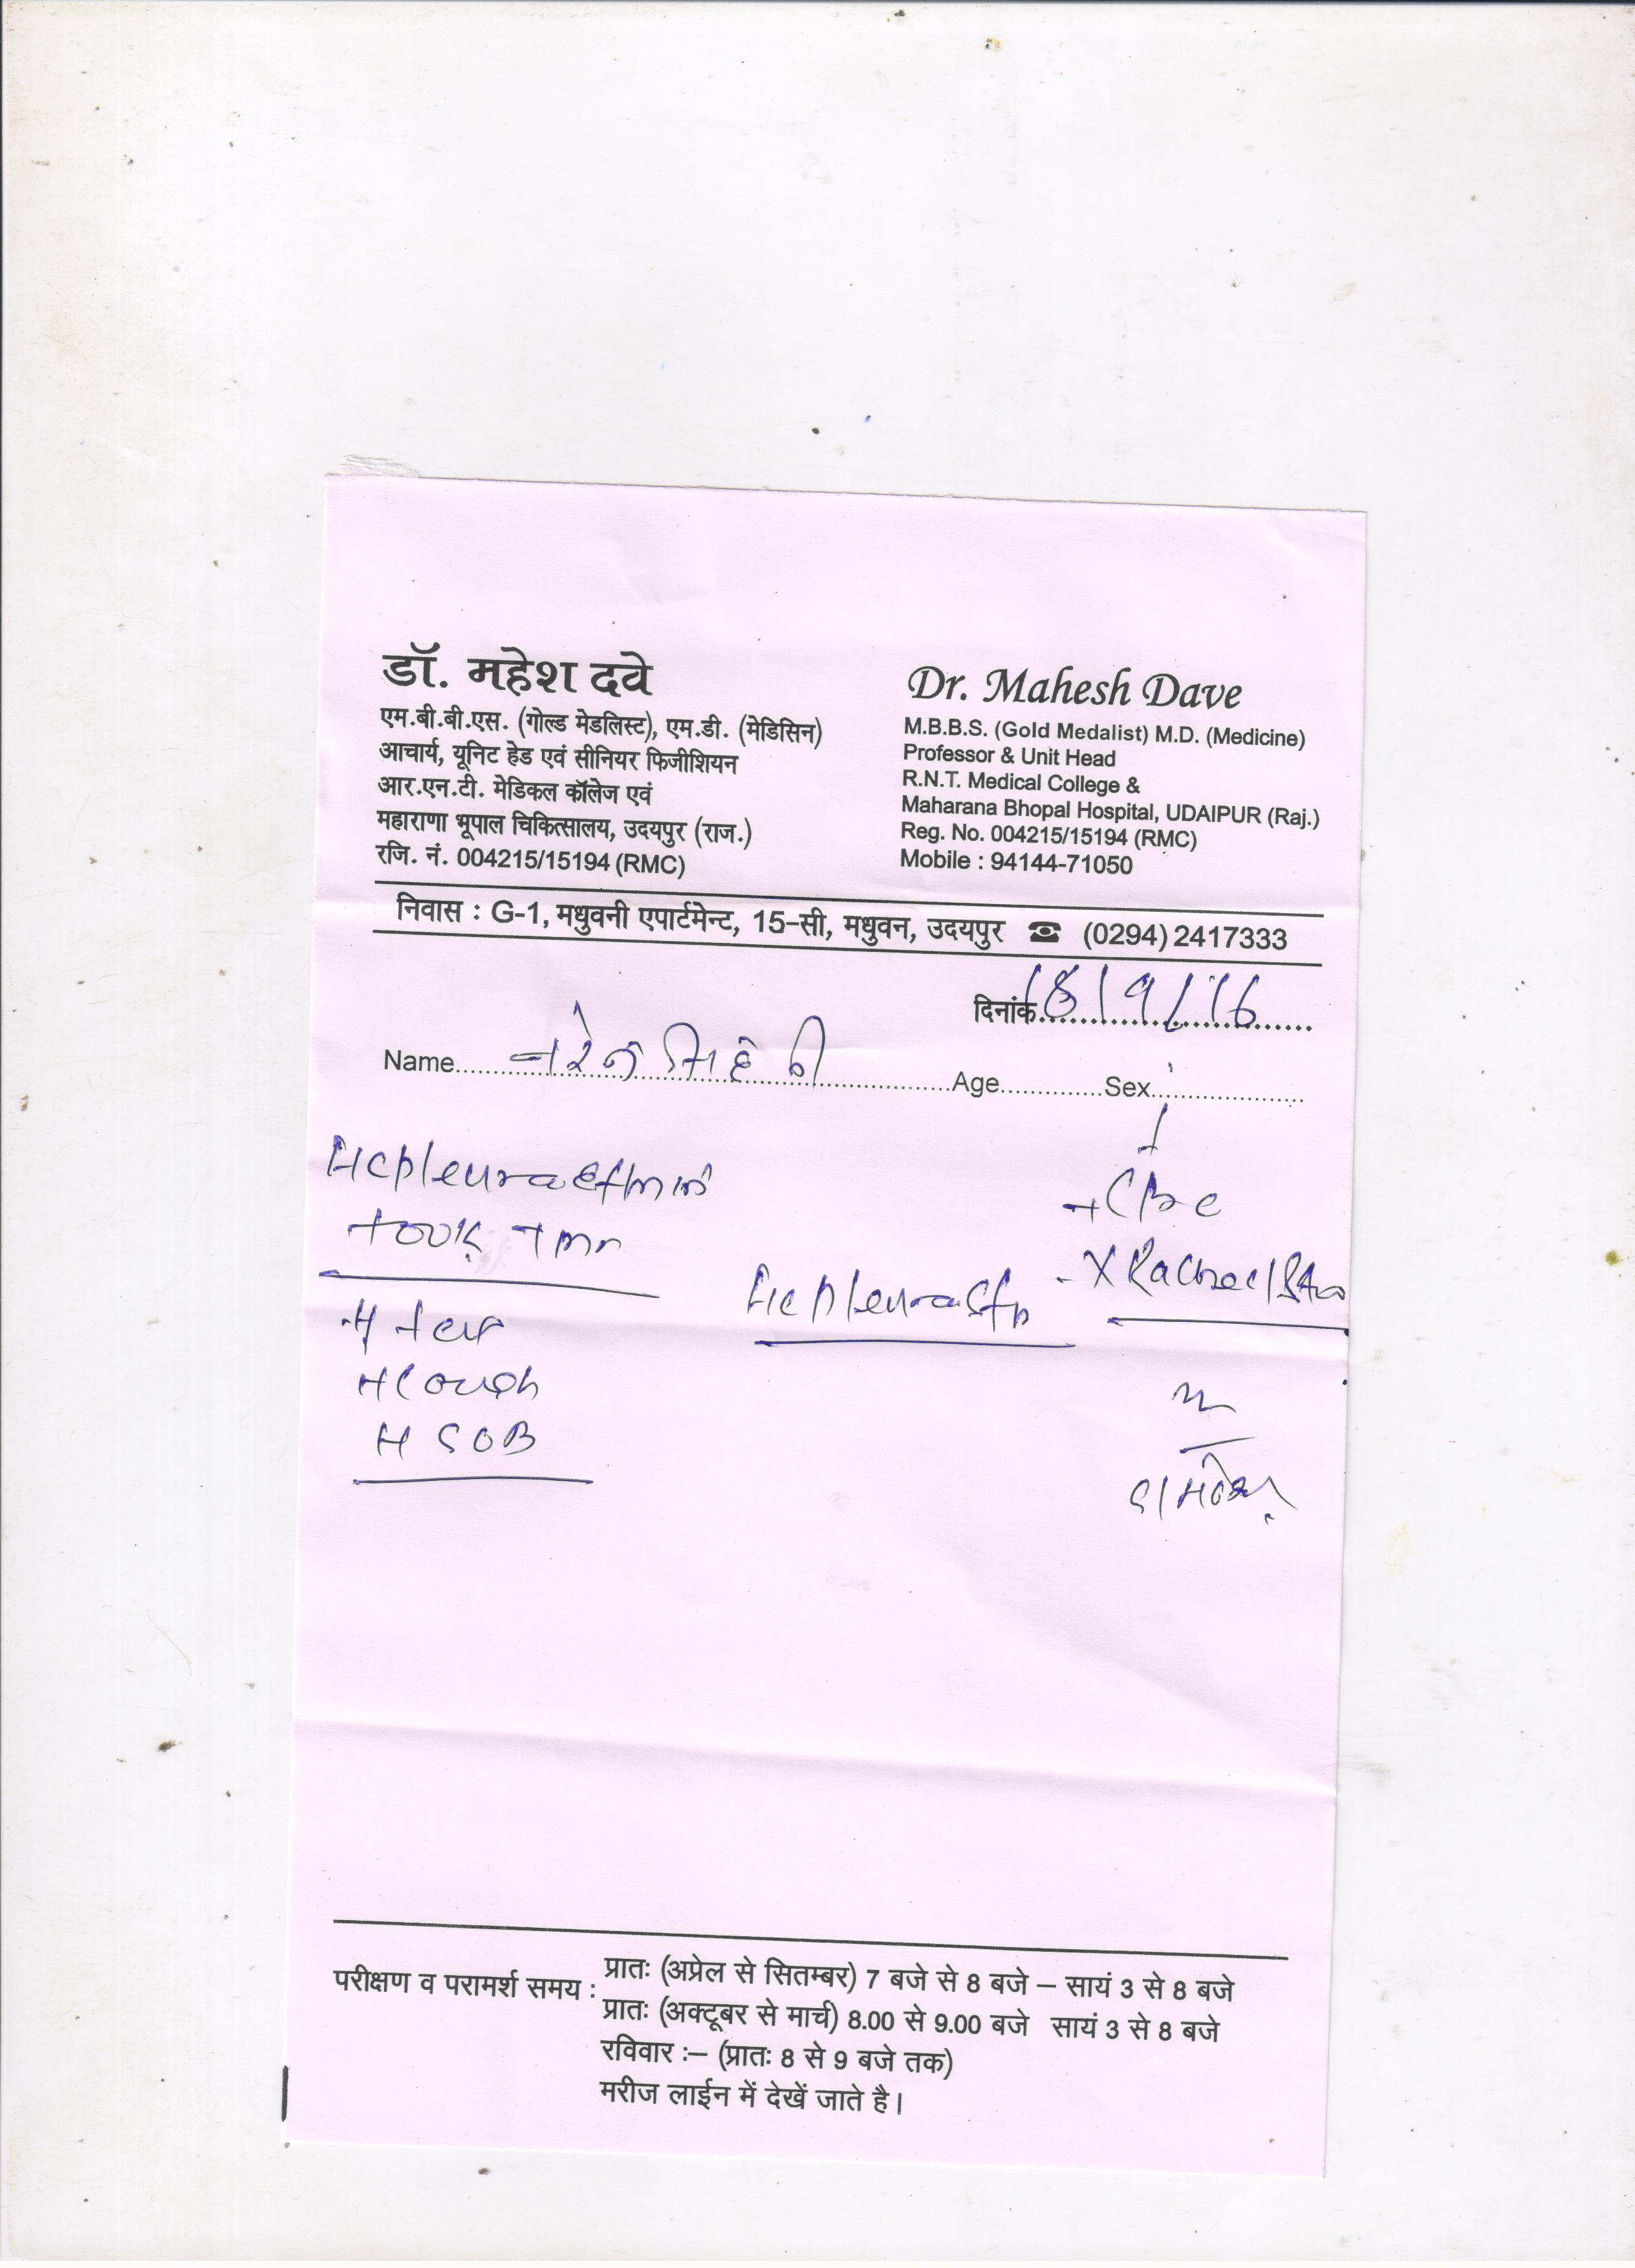 डॉ. महेश दवे
एम.बी.बी.एस. (गोल्ड मेडलिस्ट), एम.डी. (मेडिसिन)
आचार्य, यूनिट हेड एवं सीनियर फिजीशियन
आर.एन.टी. मेडिकल कॉलेज एवं
महाराणा भूपाल चिकित्सालय, उदयपुर (राज.)
रजि. नं. 004215/15194 (RMC)
Dr. Mahesh Dave
M.B.B.S. (Gold Medalist) M.D. (Medicine)
Professor & Unit Head
R.N.T. Medical College &
Maharana Bhopal Hospital, UDAIPUR (Raj.)
Reg. No. 004215/15194 (RMC)
Mobile : 94144-71050
निवास : G-1, मधुवनी एपार्टमेन्ट, 15-सी, मधुवन, उदयपुर ☎ (0294) 2417333
दिनांक 18/9/16
Name Age Sex
CBC
X Ray Chest
Cough
SOB
परीक्षण व परामर्श समय : प्रातः (अप्रेल से सितम्बर) 7 बजे से 8 बजे – सायं 3 से 8 बजे
प्रातः (अक्टूबर से मार्च) 8.00 से 9.00 बजे सायं 3 से 8 बजे
रविवार :– (प्रातः 8 से 9 बजे तक)
मरीज लाईन में देखें जाते है।